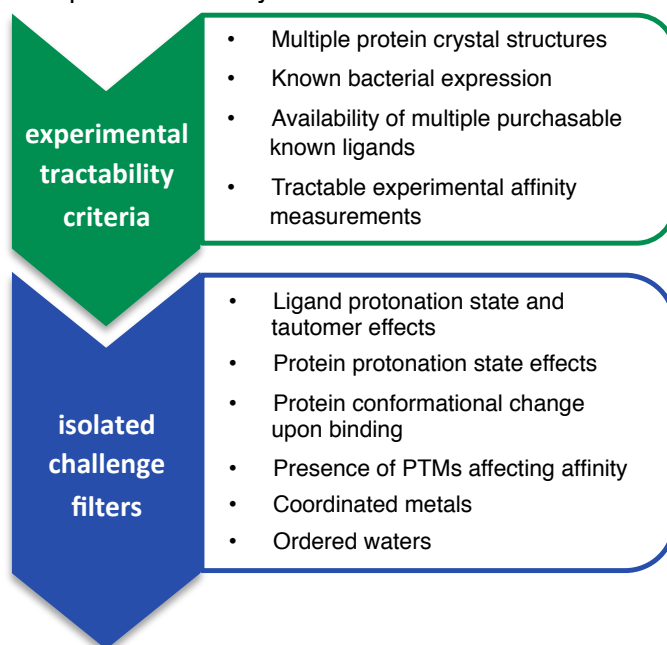 experimental
tractability
criteria
• Multiple protein crystal structures
• Known bacterial expression
• Availability of multiple purchasable
known ligands
• Tractable experimental affinity
measurements
isolated
challenge
filters
• Ligand protonation state and
tautomer effects
• Protein protonation state effects
• Protein conformational change
upon binding
• Presence of PTMs affecting affinity
• Coordinated metals
• Ordered waters